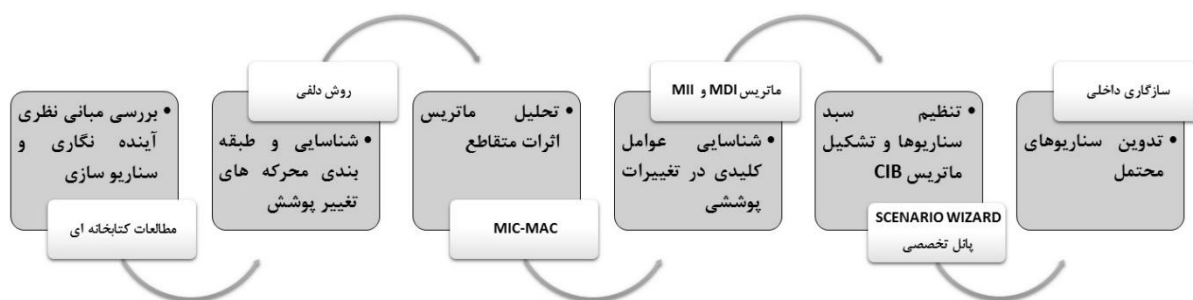 • بررسی مبانی نظری
آینده نگاری و
سناریو سازی
مطالعات کتابخانه ای
روش دلفی
• شناسایی و طبقه
بندی محرکه های
تغییر پوشش
• تحلیل ماتریس
اثرات متقاطع
MIC-MAC
ماتریس MDI و MII
• شناسایی عوامل
کلیدی در تغییرات
پوششی
• تنظیم سبد
سناریوها و تشکیل
ماتریس CIB
SCENARIO WIZARD
پانل تخصصی
سازگاری داخلی
• تدوین سناریوهای
محتمل